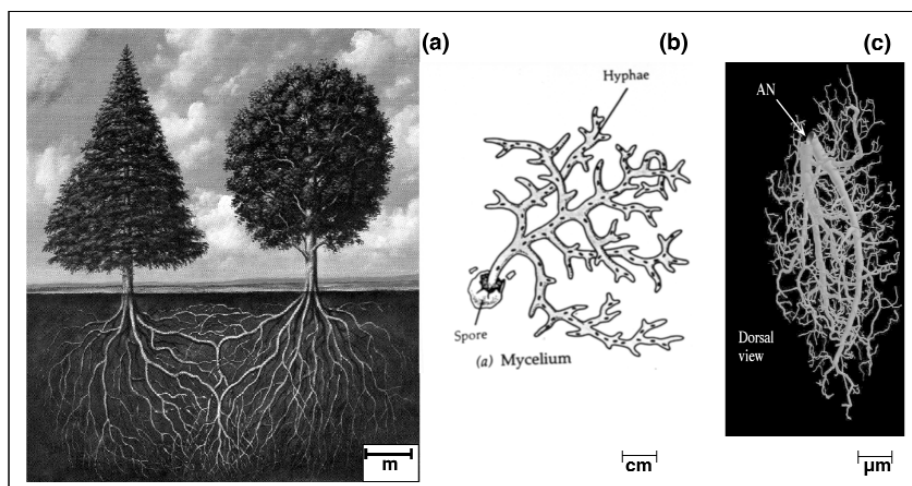 (a)
m
(b)
Hyphae
Spore
(a) Mycelium
cm
(c)
AN
Dorsal
view
μm